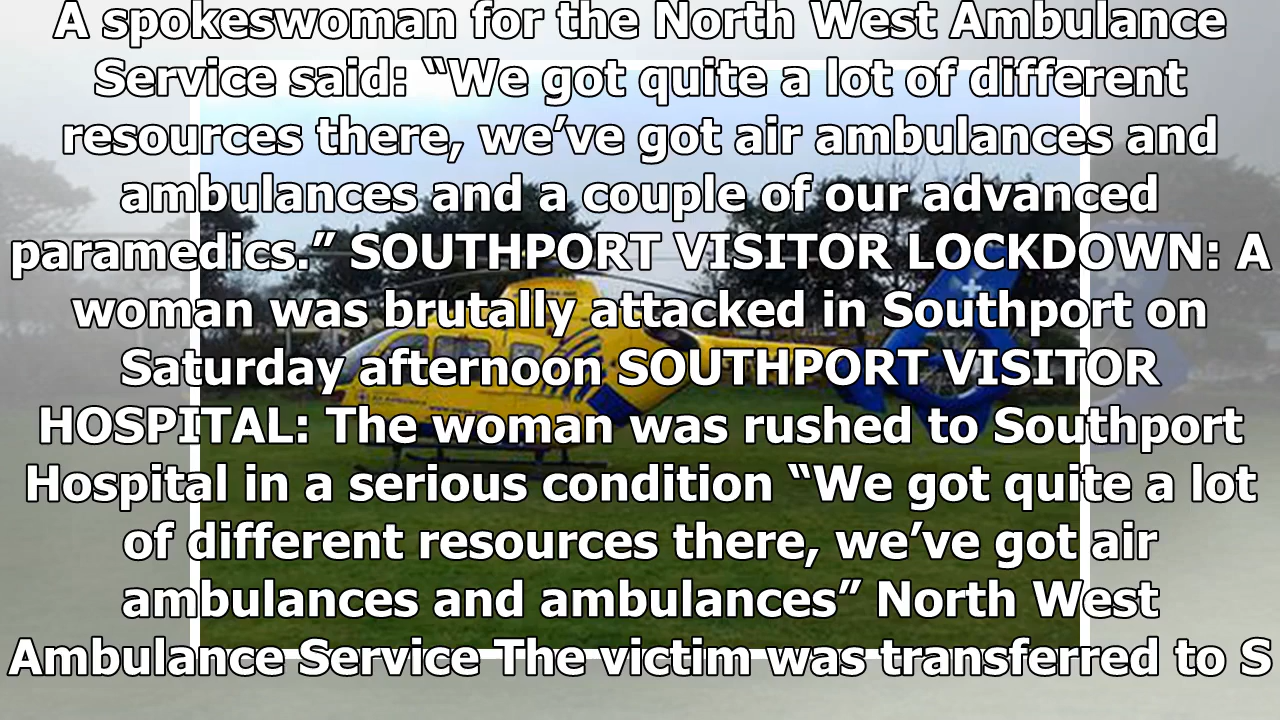 A spokeswoman for the North West Ambulance
Service said: “We got quite a lot of different
resources there, we’ve got air ambulances and
ambulances and a couple of our advanced
paramedics.” SOUTHPORT VISITOR LOCKDOWN: A
woman was brutally attacked in Southport on
Saturday afternoon SOUTHPORT VISITOR
HOSPITAL: The woman was rushed to Southport
Hospital in a serious condition “We got quite a lot
of different resources there, we’ve got air
ambulances and ambulances” North West
Ambulance Service The victim was transferred to S